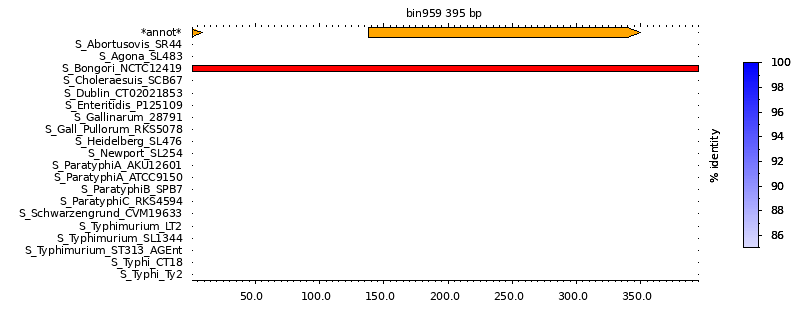 bin959 395 bp
*annot*
S_Abortusovis_SR44
S_Agona_SL483
S_Bongori_NCTC12419
S_Choleraesuis_SCB67
S_Dublin_CT02021853
S_Enteritidis_P125109
S_Gallinarum_28791
S_Gall_Pullorum_RKS5078
S_Heidelberg_SL476
S_Newport_SL254
S_ParatyphiA_AKU12601
S_ParatyphiA_ATCC9150
S_ParatyphiB_SPB7
S_ParatyphiC_RKS4594
S_Schwarzengrund_CVM19633
S_Typhimurium_LT2
S_Typhimurium_SL1344
S_Typhimurium_ST313_AGEnt
S_Typhi_CT18
S_Typhi_Ty2
50.0 100.0 150.0 200.0 250.0 300.0 350.0
% identity
100
98
96
94
92
90
88
86